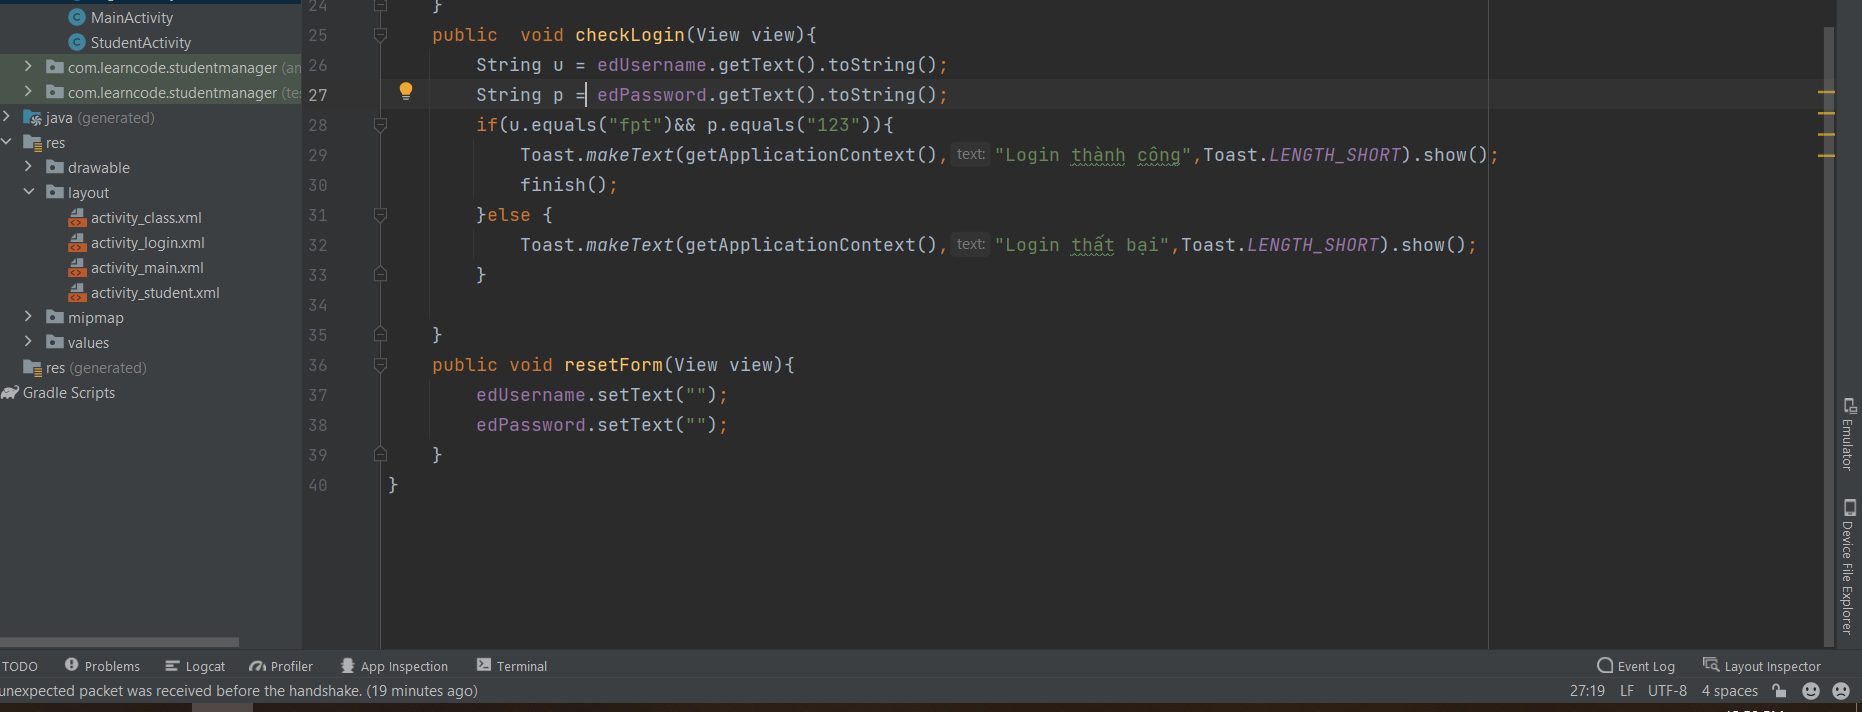 MainActivity
StudentActivity
com.learncode.studentmanager (an
com.learncode.studentmanager (te
java (generated)
res
drawable
layout
activity_class.xml
activity_login.xml
activity_main.xml
activity_student.xml
mipmap
values
res (generated)
Gradle Scripts
24 }
25 public  void checkLogin(View view){
26 String u = edUsername.getText().toString();
27 String p = edPassword.getText().toString();
28 if(u.equals("fpt")&& p.equals("123")){
29 Toast.makeText(getApplicationContext(), text: "Login thành công",Toast.LENGTH_SHORT).show();
30 finish();
31 }else {
32 Toast.makeText(getApplicationContext(), text: "Login thất bại",Toast.LENGTH_SHORT).show();
33 }
34
35 }
36 public void resetForm(View view){
37 edUsername.setText("");
38 edPassword.setText("");
39 }
40 }
Emulator
Device File Explorer
TODO Problems Logcat Profiler App Inspection Terminal Event Log Layout Inspector
unexpected packet was received before the handshake. (19 minutes ago) 27:19 LF UTF-8 4 spaces